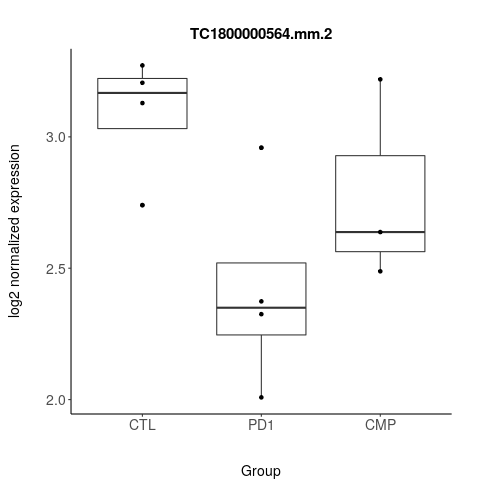 TC1800000564.mm.2
log2 normalized expression
3.0
2.5
2.0
CTL PD1 CMP
Group